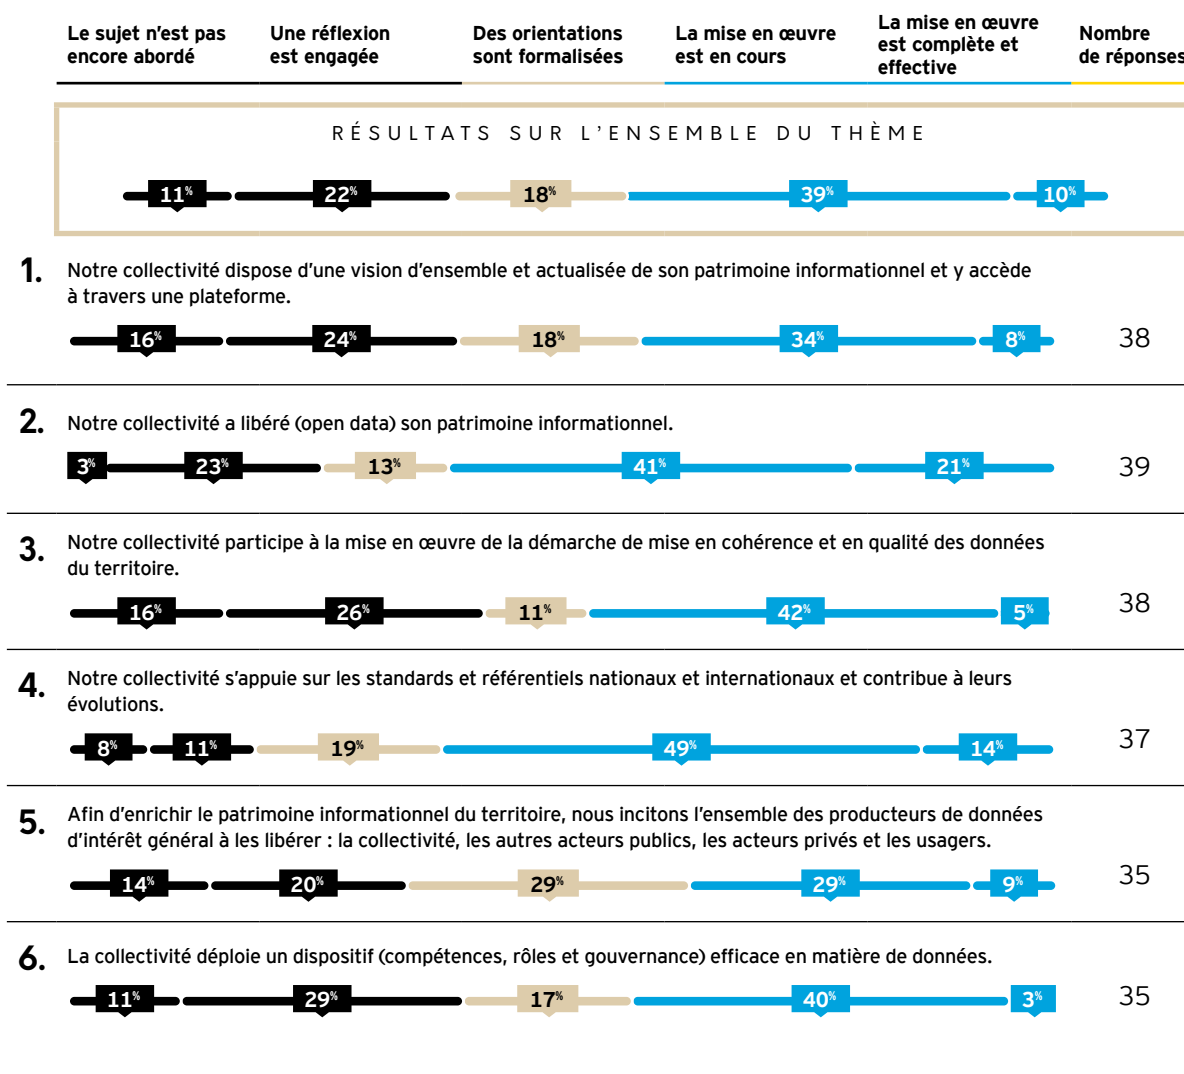 Le sujet n'est pas
encore abordé
Une réflexion
est engagée
Des orientations
sont formalisées
La mise en œuvre
est en cours
La mise en œuvre
est complète et
effective
Nombre
de réponses
RÉSULTATS SUR L'ENSEMBLE DU THÈME
11% 22% 18% 39% 10%
1. Notre collectivité dispose d'une vision d'ensemble et actualisée de son patrimoine informationnel et y accède
à travers une plateforme.
16% 24% 18% 34% 8% 38
2. Notre collectivité a libéré (open data) son patrimoine informationnel.
3% 23% 13% 41% 21% 39
3. Notre collectivité participe à la mise en œuvre de la démarche de mise en cohérence et en qualité des données
du territoire.
16% 26% 11% 42% 5% 38
4. Notre collectivité s'appuie sur les standards et référentiels nationaux et internationaux et contribue à leurs
évolutions.
8% 11% 19% 49% 14% 37
5. Afin d'enrichir le patrimoine informationnel du territoire, nous incitons l'ensemble des producteurs de données
d'intérêt général à les libérer : la collectivité, les autres acteurs publics, les acteurs privés et les usagers.
14% 20% 29% 29% 9% 35
6. La collectivité déploie un dispositif (compétences, rôles et gouvernance) efficace en matière de données.
11% 29% 17% 40% 3% 35